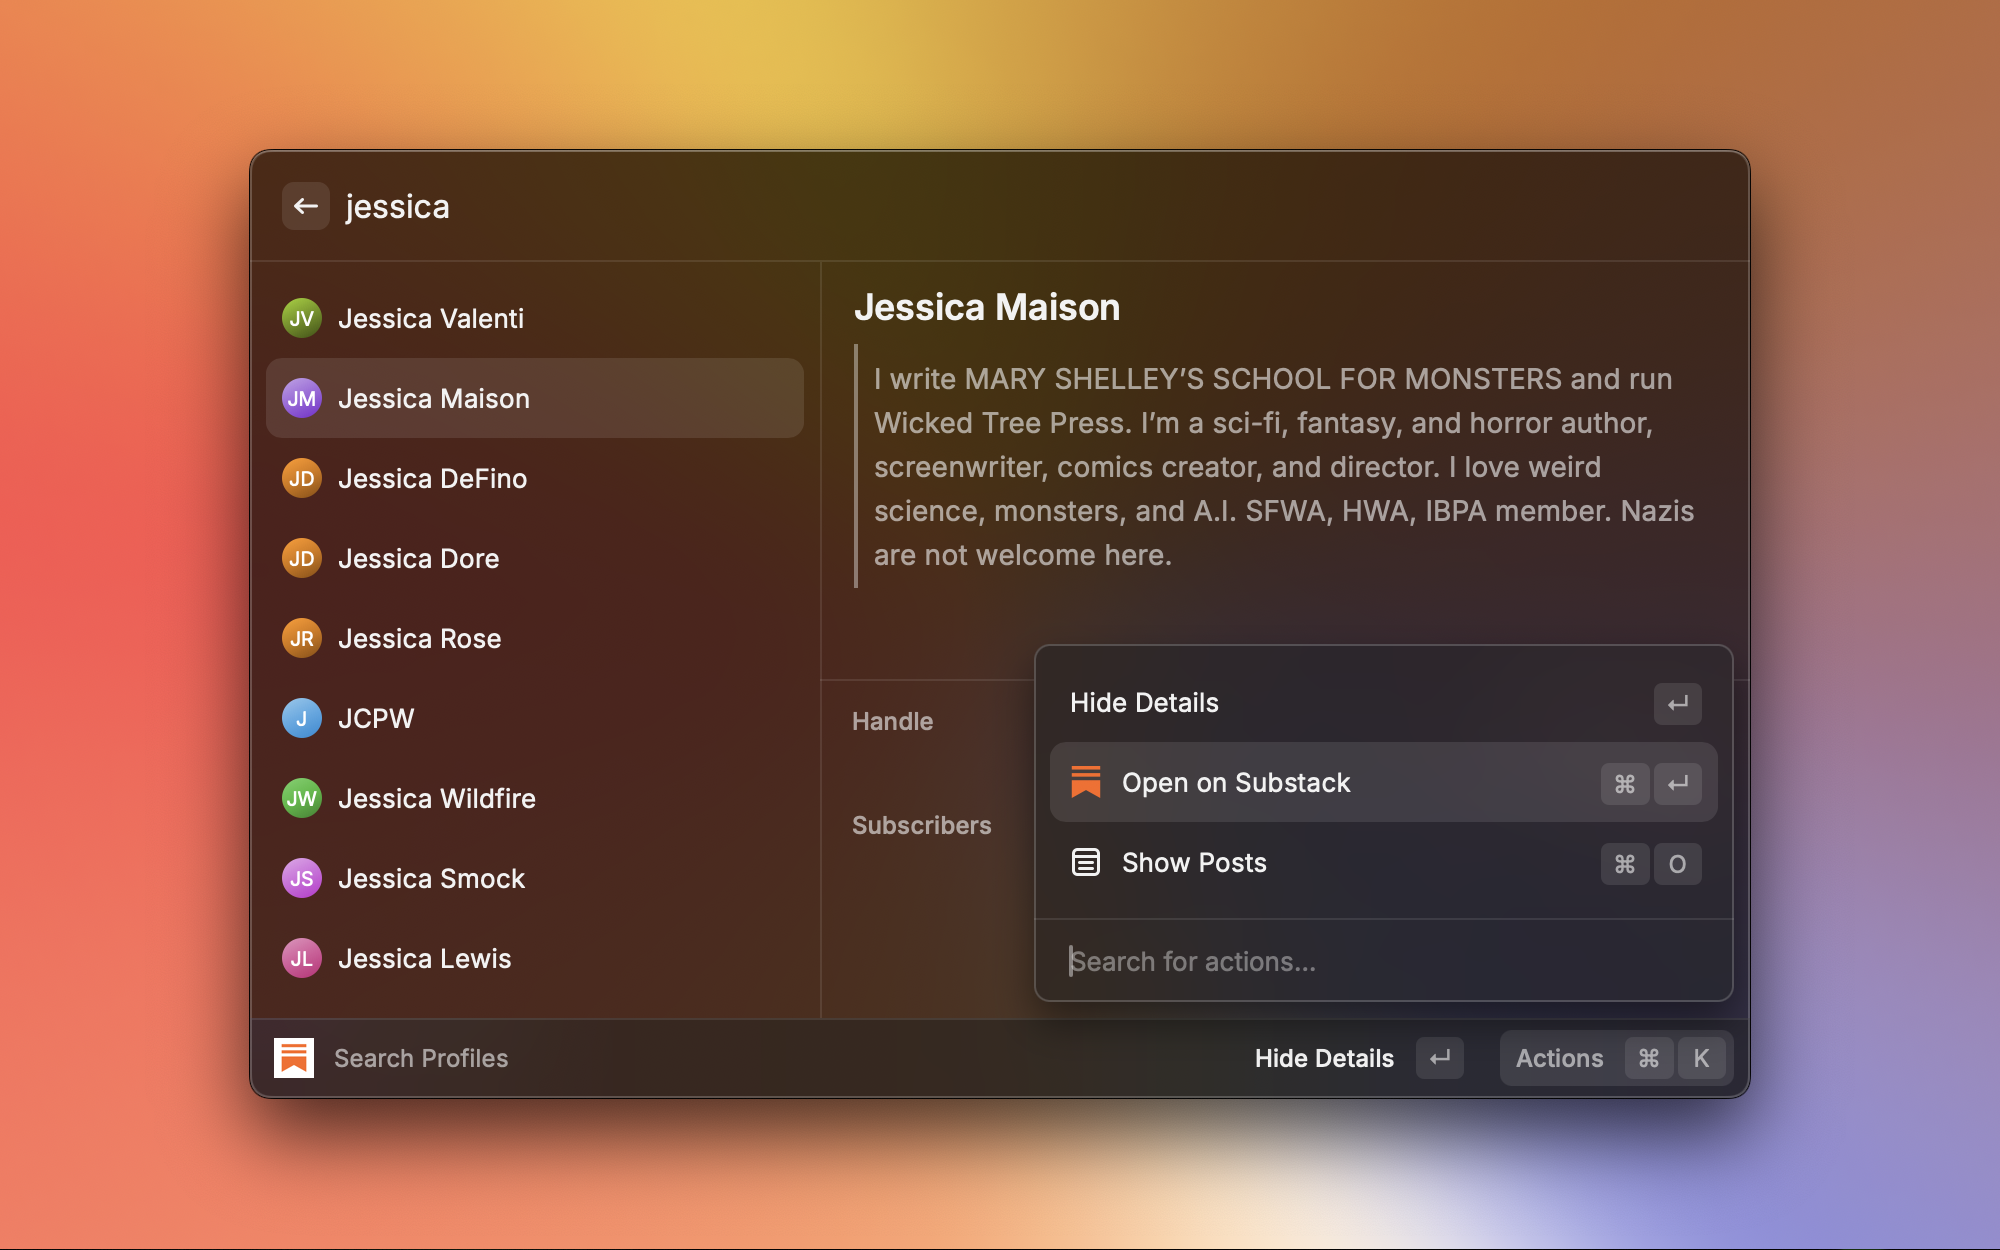 jessica
JV Jessica Valenti
JM Jessica Maison
JD Jessica DeFino
JD Jessica Dore
JR Jessica Rose
J JCPW
JW Jessica Wildfire
JS Jessica Smock
JL Jessica Lewis
Jessica Maison
I write MARY SHELLEY’S SCHOOL FOR MONSTERS and run
Wicked Tree Press. I’m a sci-fi, fantasy, and horror author,
screenwriter, comics creator, and director. I love weird
science, monsters, and A.I. SFWA, HWA, IBPA member. Nazis
are not welcome here.
Handle
Subscribers
Hide Details ↵
Open on Substack ⌘ ↵
Show Posts ⌘ O
Search for actions...
Search Profiles
Hide Details ↵
Actions ⌘ K